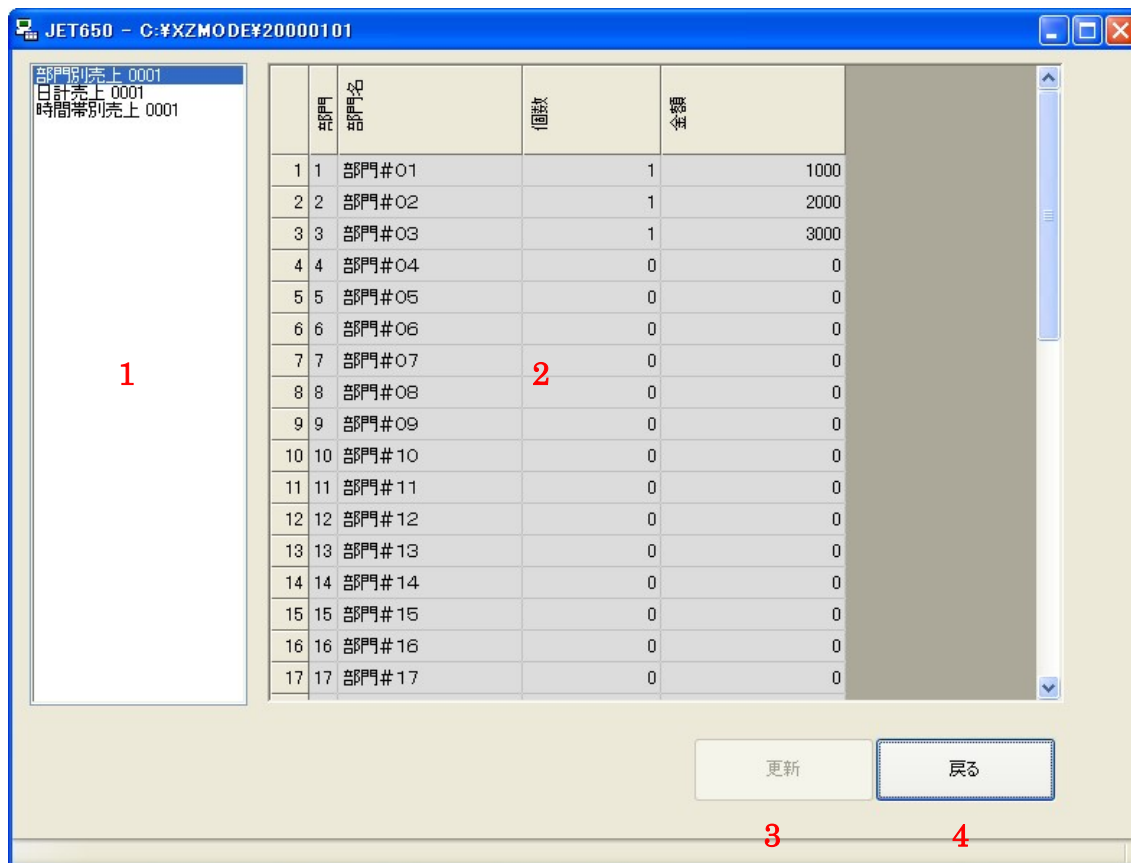 JET650 - C:¥XZMODE¥20000101
部門別売上 0001
日計売上 0001
時間帯別売上 0001
部門 部門名 個数 金額
1 1 部門#01 1 1000
2 2 部門#02 1 2000
3 3 部門#03 1 3000
4 4 部門#04 0 0
5 5 部門#05 0 0
6 6 部門#06 0 0
7 7 部門#07 0 0
8 8 部門#08 0 0
9 9 部門#09 0 0
10 10 部門#10 0 0
11 11 部門#11 0 0
12 12 部門#12 0 0
13 13 部門#13 0 0
14 14 部門#14 0 0
15 15 部門#15 0 0
16 16 部門#16 0 0
17 17 部門#17 0 0
1
2
更新 戻る
3 4